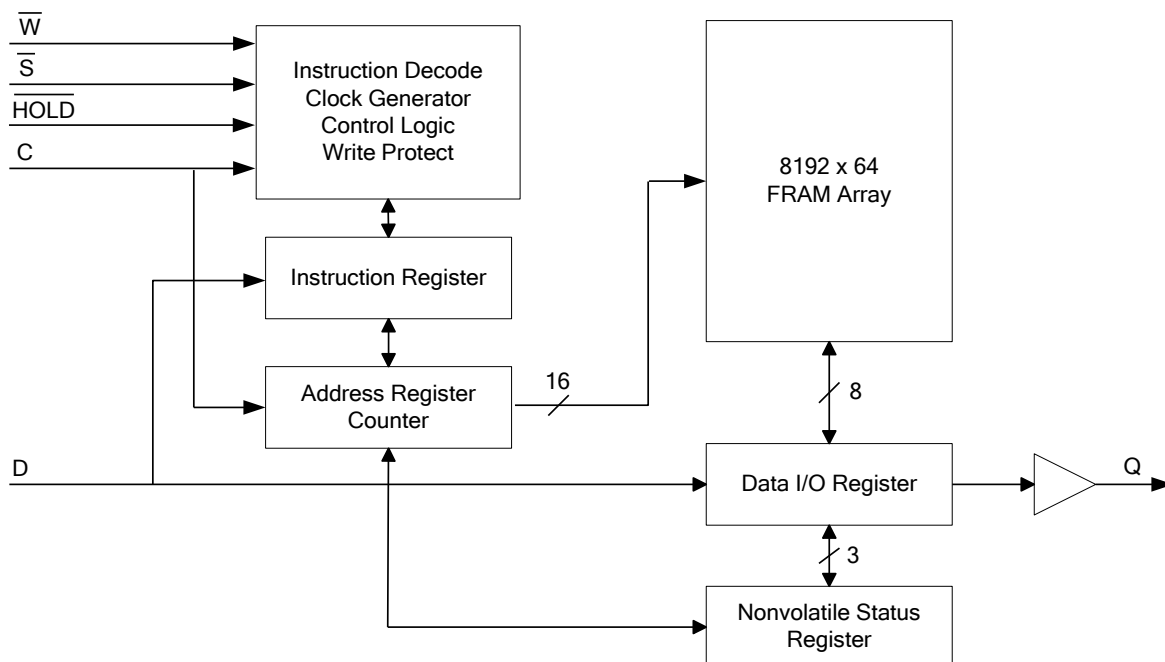 W̅
S̅
H̅O̅L̅D̅
C
Instruction Decode
Clock Generator
Control Logic
Write Protect
8192 x 64
FRAM Array
Instruction Register
Address Register
Counter
16
8
D
Data I/O Register
Q
3
Nonvolatile Status
Register